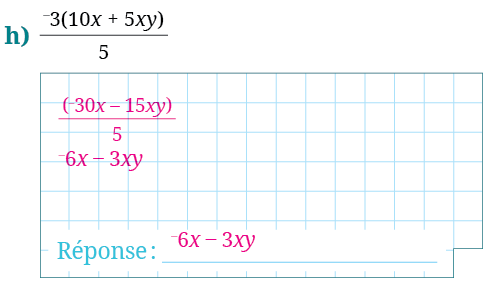 h) ⁻3(10x + 5xy)
5
(⁻30x – 15xy)
5
⁻6x – 3xy
Réponse : ⁻6x – 3xy